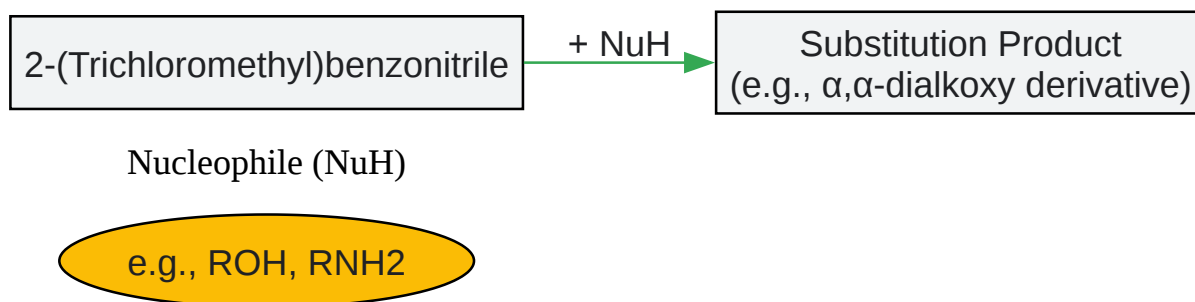 2-(Trichloromethyl)benzonitrile
+ NuH
Substitution Product
(e.g., α,α-dialkoxy derivative)
Nucleophile (NuH)
e.g., ROH, RNH2